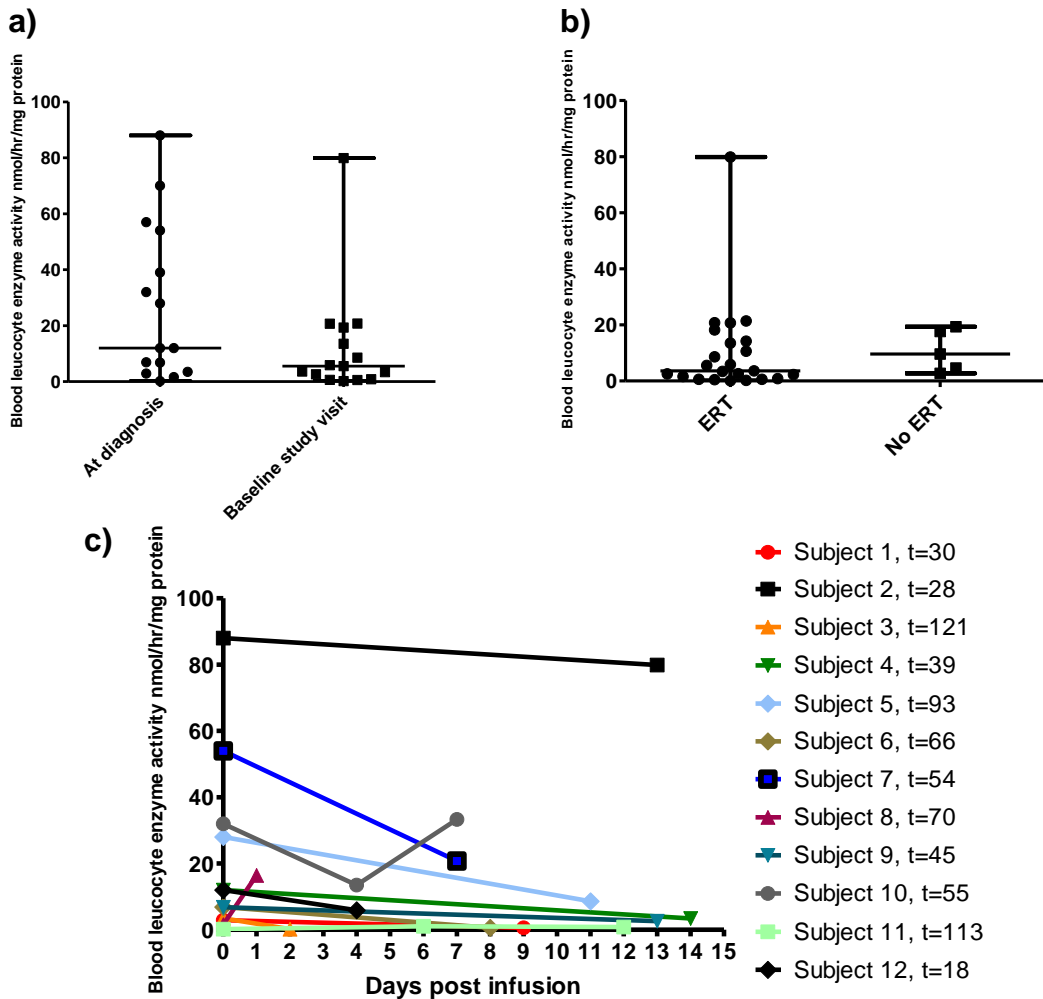 a)
Blood leucocyte enzyme activity nmol/hr/mg protein
100
80
60
40
20
0
At diagnosis
Baseline study visit
b)
Blood leucocyte enzyme activity nmol/hr/mg protein
100
80
60
40
20
0
ERT
No ERT
c)
Blood leucocyte enzyme activity nmol/hr/mg protein
100
80
60
40
20
0
0 1 2 3 4 5 6 7 8 9 10 11 12 13 14 15
Days post infusion
Subject 1, t=30
Subject 2, t=28
Subject 3, t=121
Subject 4, t=39
Subject 5, t=93
Subject 6, t=66
Subject 7, t=54
Subject 8, t=70
Subject 9, t=45
Subject 10, t=55
Subject 11, t=113
Subject 12, t=18